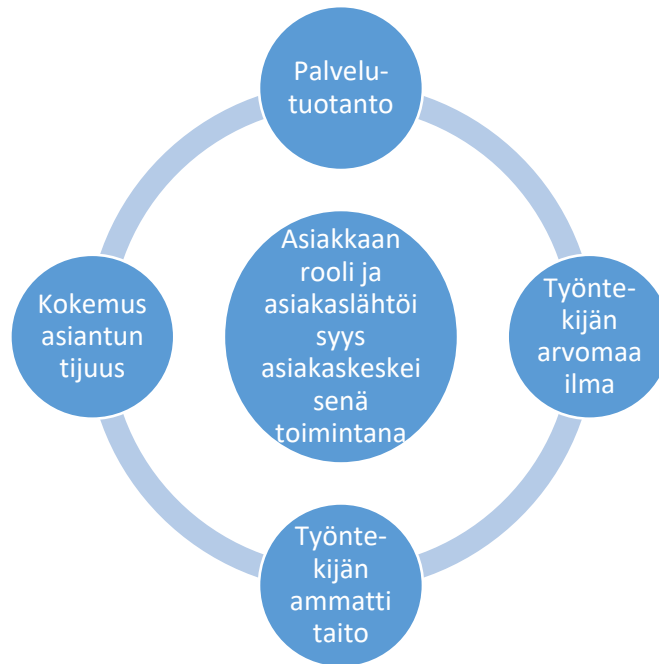 Palvelu-
tuotanto
Asiakkaan
rooli ja
asiakaslähtöi
syys
asiakaskeskei
senä
toimintana
Kokemus
asiantun
tijuus
Työnte-
kijän
arvomaa
ilma
Työnte-
kijän
ammatti
taito